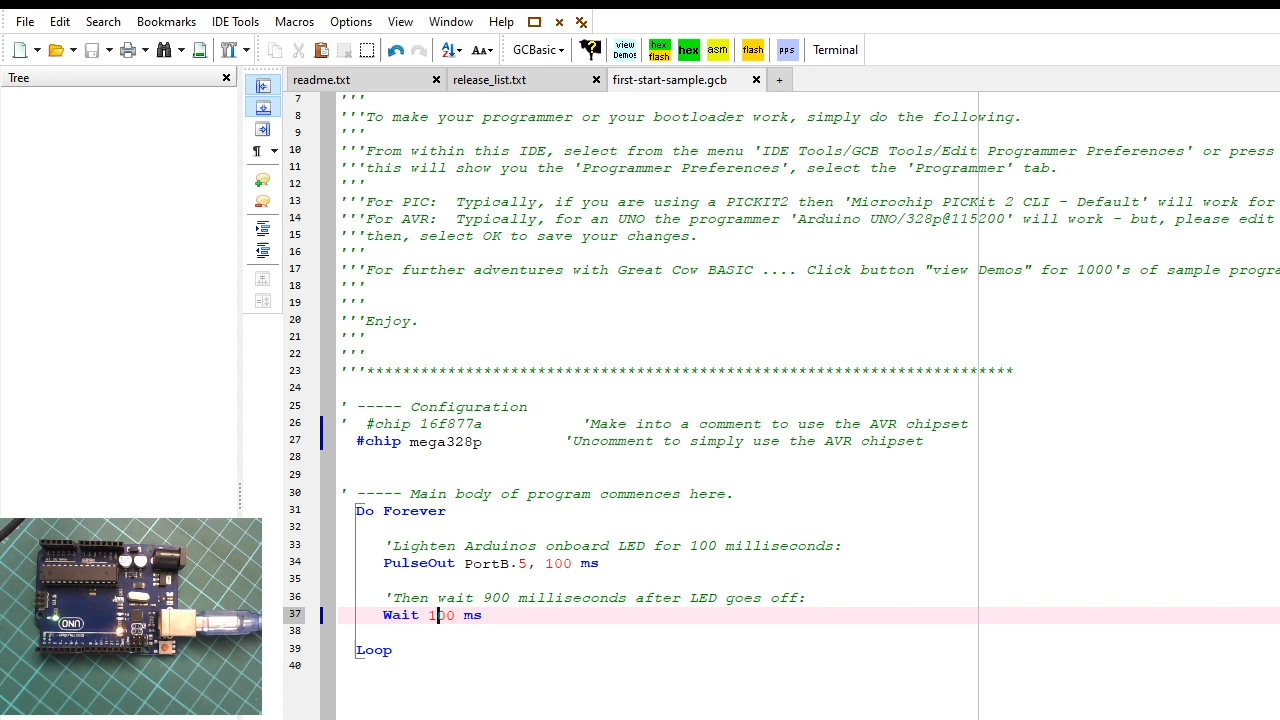 File Edit Search Bookmarks IDE Tools Macros Options View Window Help
GCBasic view Demos hex flash hex asm flash pps Terminal
Tree readme.txt release_list.txt first-start-sample.gcb +
7 '''
8 '''To make your programmer or your bootloader work, simply do the following.
9 '''
10 '''From within this IDE, select from the menu 'IDE Tools/GCB Tools/Edit Programmer Preferences' or press
11 '''this will show you the 'Programmer Preferences', select the 'Programmer' tab.
12 '''
13 '''For PIC: Typically, if you are using a PICKIT2 then 'Microchip PICKit 2 CLI - Default' will work for
14 '''For AVR: Typically, for an UNO the programmer 'Arduino UNO/328p@115200' will work - but, please edit
15 '''then, select OK to save your changes.
16 '''
17 '''For further adventures with Great Cow BASIC .... Click button "view Demos" for 1000's of sample progra
18 '''
19 '''
20 '''Enjoy.
21 '''
22 '''
23 '''************************************************************************
24
25 ' ----- Configuration
26 ' #chip 16f877a 'Make into a comment to use the AVR chipset
27 #chip mega328p 'Uncomment to simply use the AVR chipset
28
29
30 ' ----- Main body of program commences here.
31 Do Forever
32
33 'Lighten Arduinos onboard LED for 100 milliseconds:
34 PulseOut PortB.5, 100 ms
35
36 'Then wait 900 milliseconds after LED goes off:
37 Wait 100 ms
38
39 Loop
40
UNO